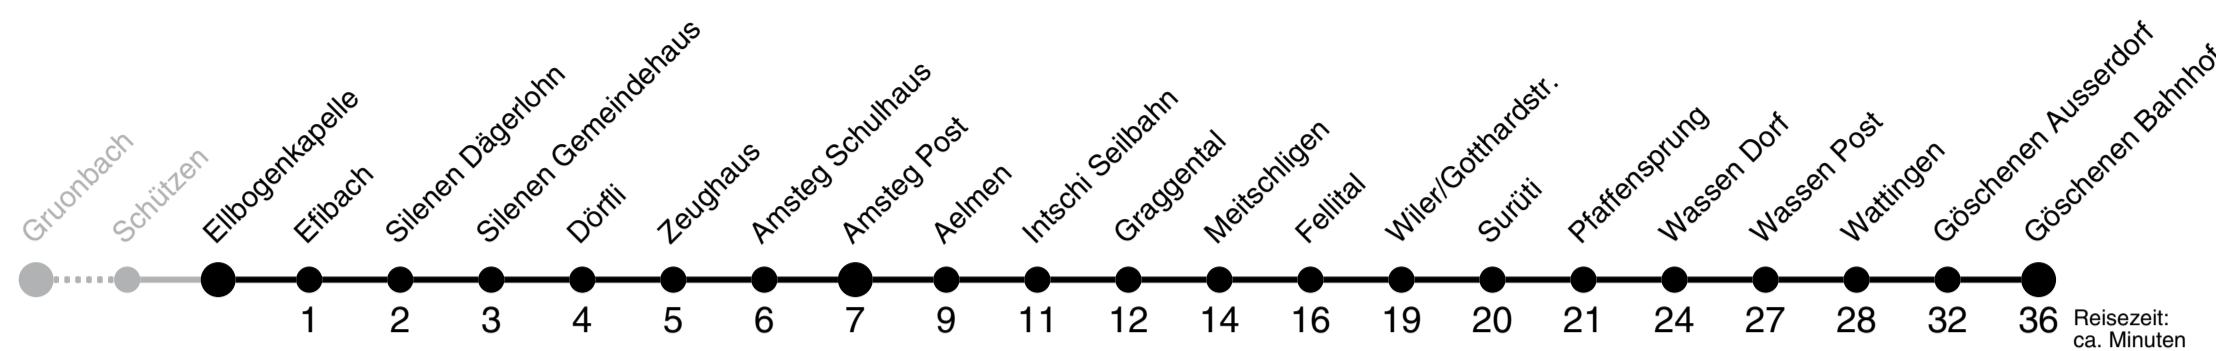 Gruonbach
Schützen
Ellbogenkapelle
Efibach
Silenen Dägerlohn
Silenen Gemeindehaus
Dörfli
Zeughaus
Amsteg Schulhaus
Amsteg Post
Aelmen
Intschi Seilbahn
Graggental
Meitschligen
Fellital
Wiler/Gotthardstr.
Surüti
Pfaffensprung
Wassen Dorf
Wassen Post
Wattingen
Göschenen Ausserdorf
Göschenen Bahnhof
1 2 3 4 5 6 7 9 11 12 14 16 19 20 21 24 27 28 32 36
Reisezeit:
ca. Minuten